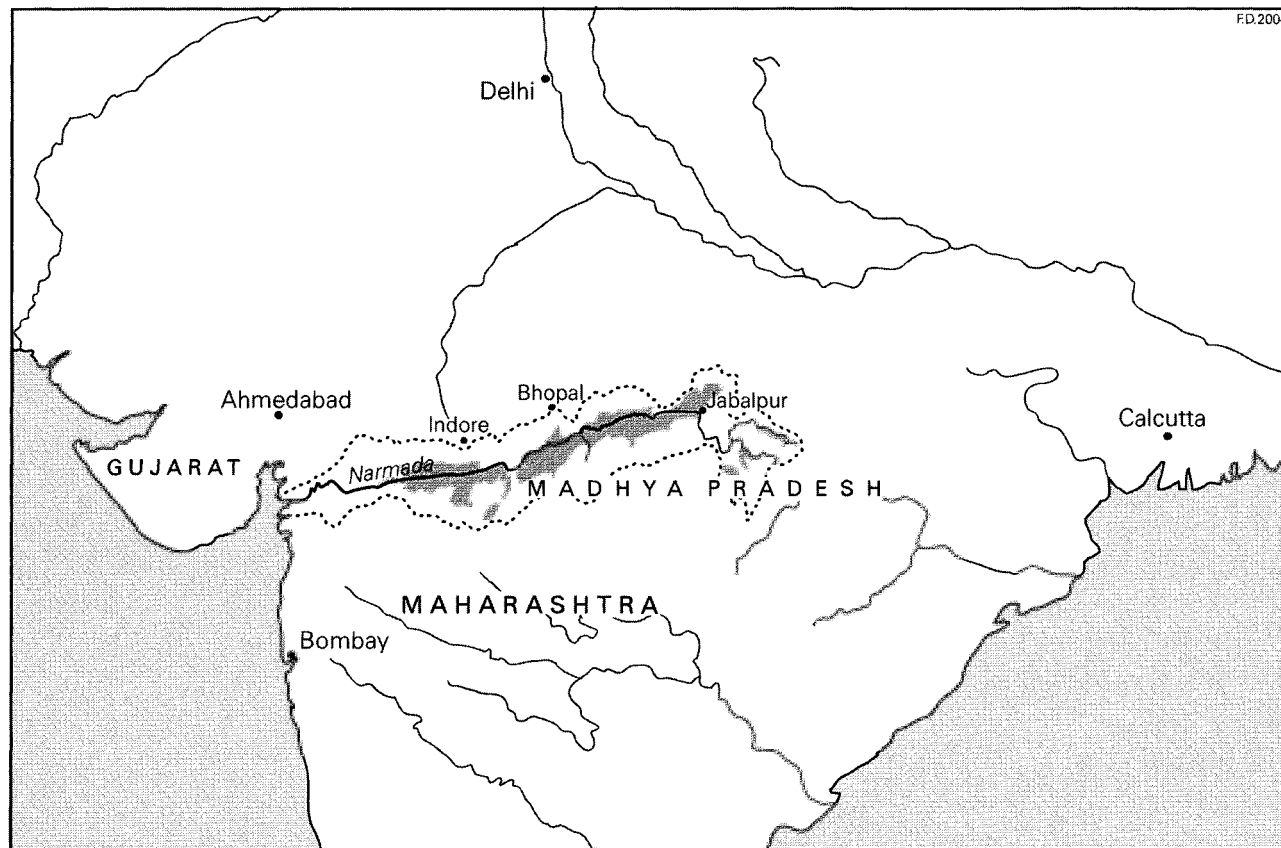 F.D.200
Delhi
Ahmedabad
Bhopal
Jabalpur
Indore
Calcutta
GUJARAT
Narmada
MADHYA PRADESH
MAHARASHTRA
Bombay